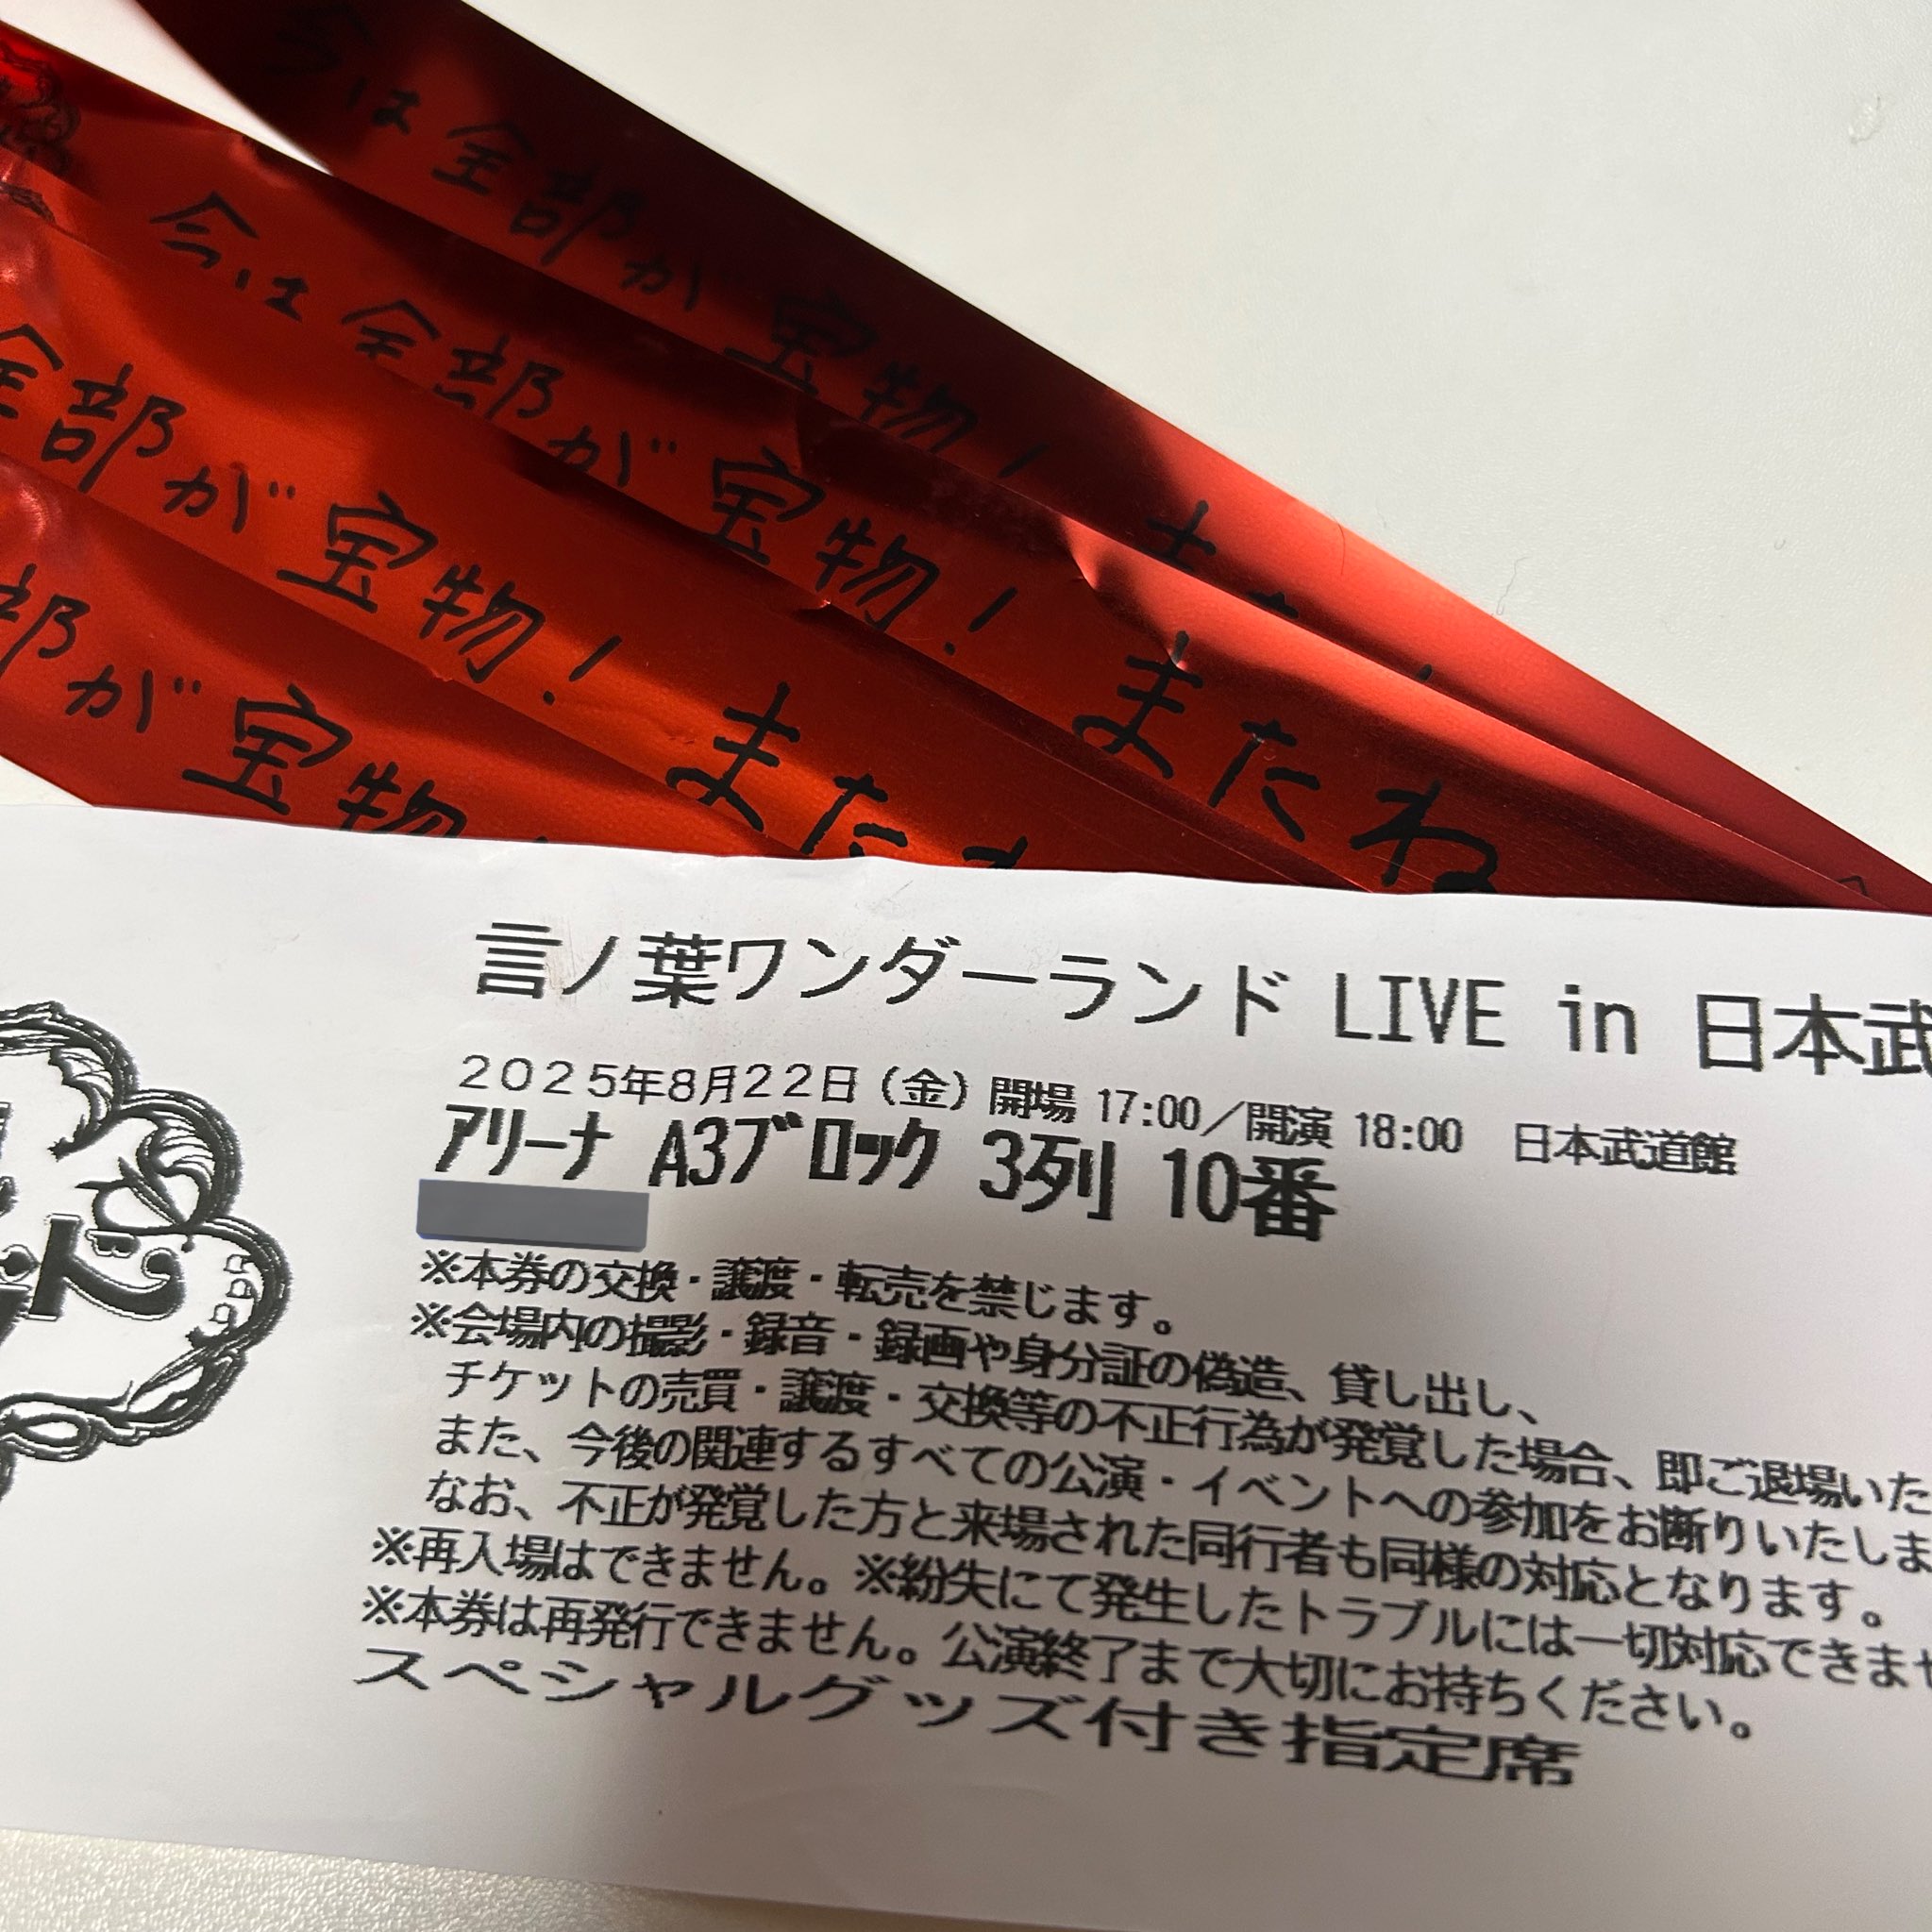 今は全部が宝物!
今は全部が宝物!またね
全部が宝物!また
部が宝物
言ノ葉ワンダーランド LIVE in 日本武
2025年8月22日(金) 開場 17:00/開演 18:00 日本武道館
アリーナ A3ブロック 3列 10番
※本券の交換・譲渡・転売を禁じます。
※会場内の撮影・録音・録画や身分証の偽造、貸し出し、
チケットの売買・譲渡・交換等の不正行為が発覚した場合、即ご退場いた
また、今後の関連するすべての公演・イベントへの参加をお断りいたしま
なお、不正が発覚した方と来場された同行者も同様の対応となります。
※再入場はできません。※紛失にて発生したトラブルには一切対応できませ
※本券は再発行できません。公演終了まで大切にお持ちください。
スペシャルグッズ付き指定席